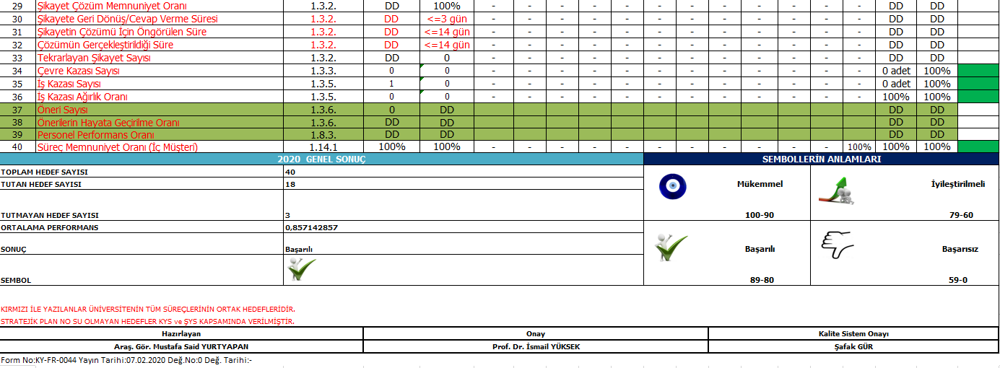 29 Şikayet Çözüm Memnuniyet Oranı 1.3.2. DD 100% - - - - - - - - - - - - DD DD
30 Şikayete Geri Dönüş/Cevap Verme Süresi 1.3.2. DD <=3 gün - - - - - - - - - - - - DD DD
31 Şikayetin Çözümü İçin Öngörülen Süre 1.3.2. DD <=14 gün - - - - - - - - - - - - DD DD
32 Çözümün Gerçekleştirildiği Süre 1.3.2. DD <=14 gün - - - - - - - - - - - - DD DD
33 Tekrarlayan Şikayet Sayısı 1.3.2. DD 0 - - - - - - - - - - - - DD DD
34 Çevre Kazası Sayısı 1.3.3. 0 0 - - - - - - - - - - - - 0 adet 100%
35 İş Kazası Sayısı 1.3.5. 1 0 - - - - - - - - - - - - 0 adet 100%
36 İş Kazası Ağırlık Oranı 1.3.5. 0 0 - - - - - - - - - - - - 100% 100%
37 Öneri Sayısı 1.3.6. 0 DD - - - - - - - - - - - - DD DD
38 Önerilerin Hayata Geçirilme Oranı 1.3.6. DD DD - - - - - - - - - - - - DD DD
39 Personel Performans Oranı 1.8.3. DD DD - - - - - - - - - - - - DD DD
40 Süreç Memnuniyet Oranı (İç Müşteri) 1.14.1 100% 100% - - - - - - - - - - - 100% 100% 100%
2020 GENEL SONUÇ SEMBOLLERİN ANLAMLARI
TOPLAM HEDEF SAYISI 40
TUTAN HEDEF SAYISI 18
Mükemmel İyileştirilmeli
TUTMAYAN HEDEF SAYISI 3
100-90 79-60
ORTALAMA PERFORMANS 0,857142857
SONUÇ Başarılı
Başarılı Başarısız
SEMBOL
89-80 59-0
KIRMIZI İLE YAZILANLAR ÜNİVERSİTENİN TÜM SÜREÇLERİNİN ORTAK HEDEFLERİDİR.
STRATEJİK PLAN NO SU OLMAYAN HEDEFLER KYS ve ŞYS KAPSAMINDA VERİLMİŞTİR.
Hazırlayan Onay Kalite Sistem Onayı
Araş. Gör. Mustafa Said YURTYAPAN Prof. Dr. İsmail YÜKSEK Şafak GÜR
Form No:KY-FR-0044 Yayın Tarihi:07.02.2020 Değ.No:0 Değ. Tarihi:-